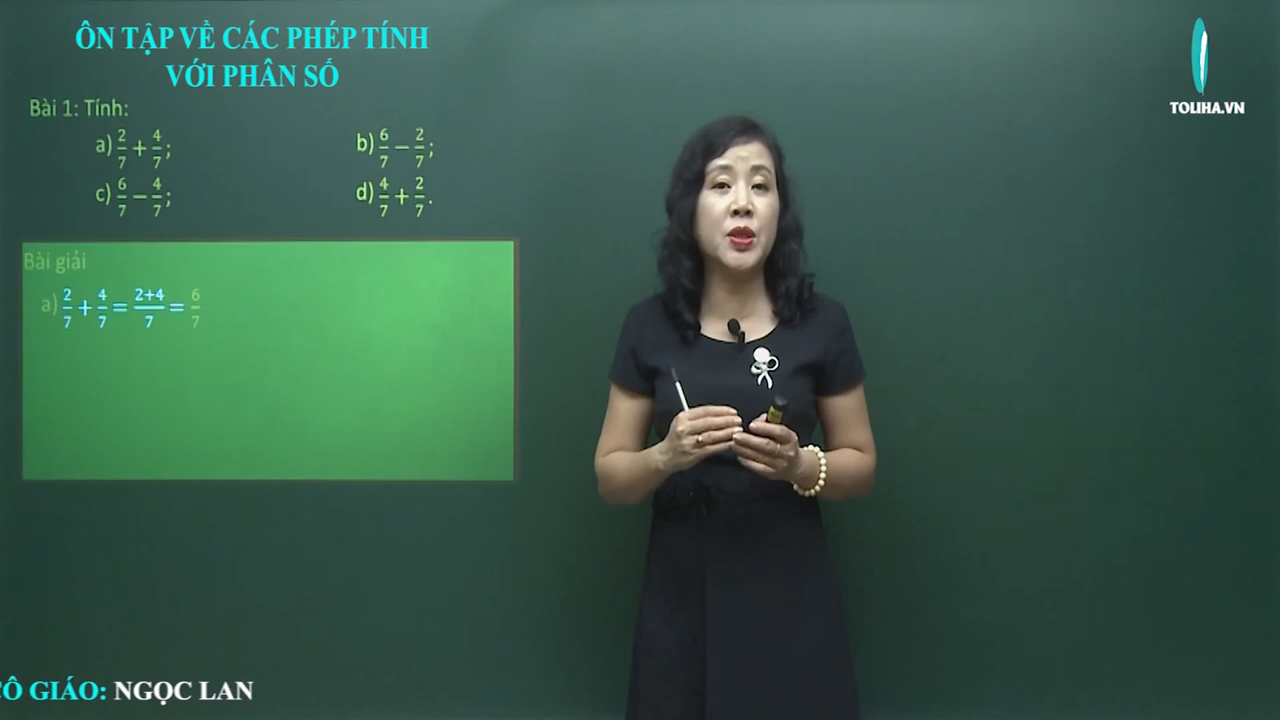 ÔN TẬP VỀ CÁC PHÉP TÍNH
VỚI PHÂN SỐ
TOLIHA.VN
Bài 1: Tính:
a) 2/7 + 4/7; b) 6/7 − 2/7;
c) 6/7 − 4/7; d) 4/7 + 2/7.
Bài giải
a) 2/7 + 4/7 = 2+4/7 = 6/7
CÔ GIÁO: NGỌC LAN